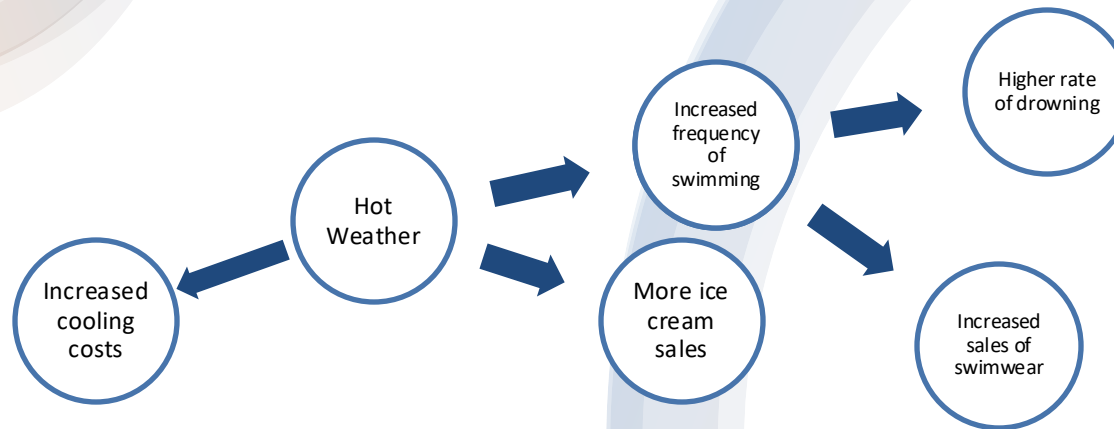 Hot
Weather
Increased
cooling
costs
Increased
frequency
of
swimming
More ice
cream
sales
Higher rate
of drowning
Increased
sales of
swimwear